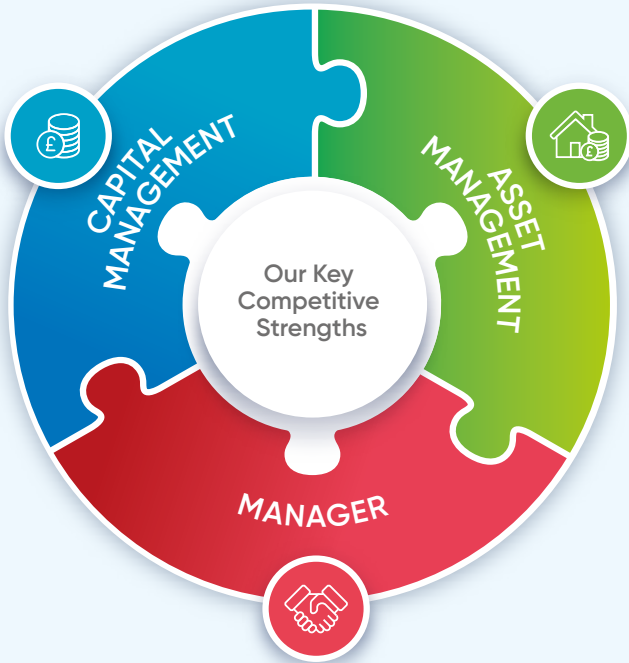 CAPITAL
MANAGEMENT
£
ASSET
MANAGEMENT
£
Our Key
Competitive
Strengths
MANAGER